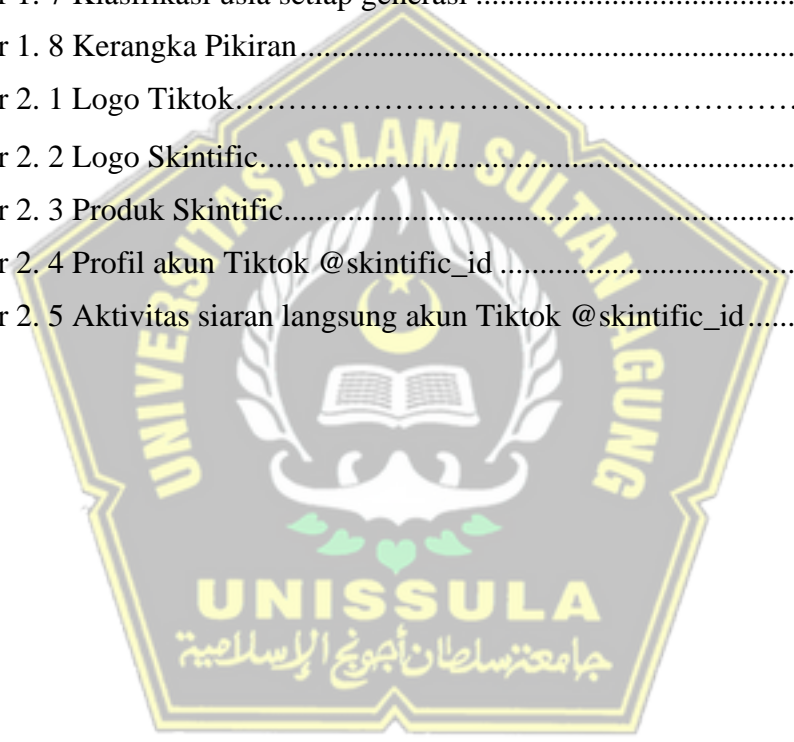 r 1. 7 Klasifikasi usia setiap generasi ........................................
r 1. 8 Kerangka Pikiran..............................................................
r 2. 1 Logo Tiktok……………………………………………………
r 2. 2 Logo Skintific...................................................................
r 2. 3 Produk Skintific................................................................
r 2. 4 Profil akun Tiktok @skintific_id .....................................
r 2. 5 Aktivitas siaran langsung akun Tiktok @skintific_id......
UNIVERSITAS ISLAM SULTAN AGUNG
UNISSULA
جامعة سلطان أجونج الإسلامية